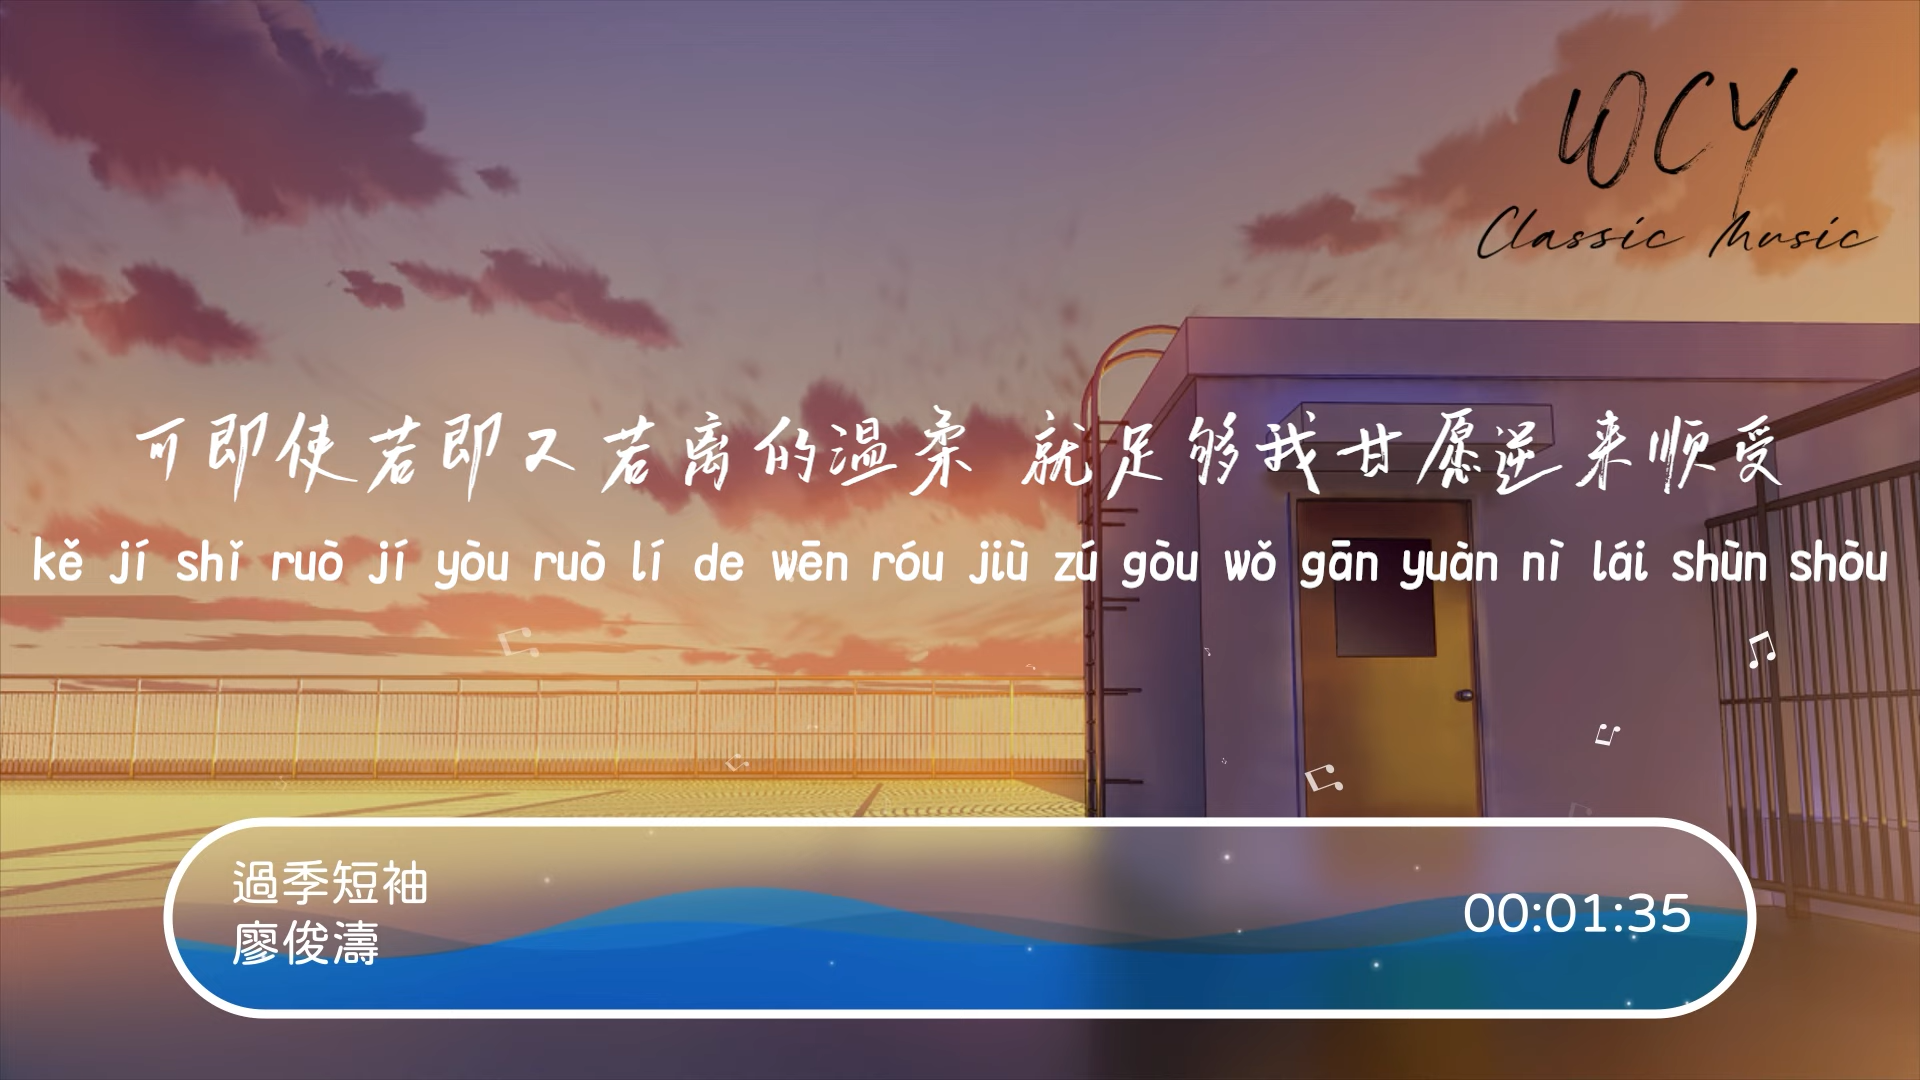 WCY
Classic Music
可即使若即又若离的温柔 就足够我甘愿逆来顺受
kě jí shǐ ruò jí yòu ruò lí de wēn róu jiù zú gòu wǒ gān yuàn nì lái shùn shòu
過季短袖
廖俊濤
00:01:35